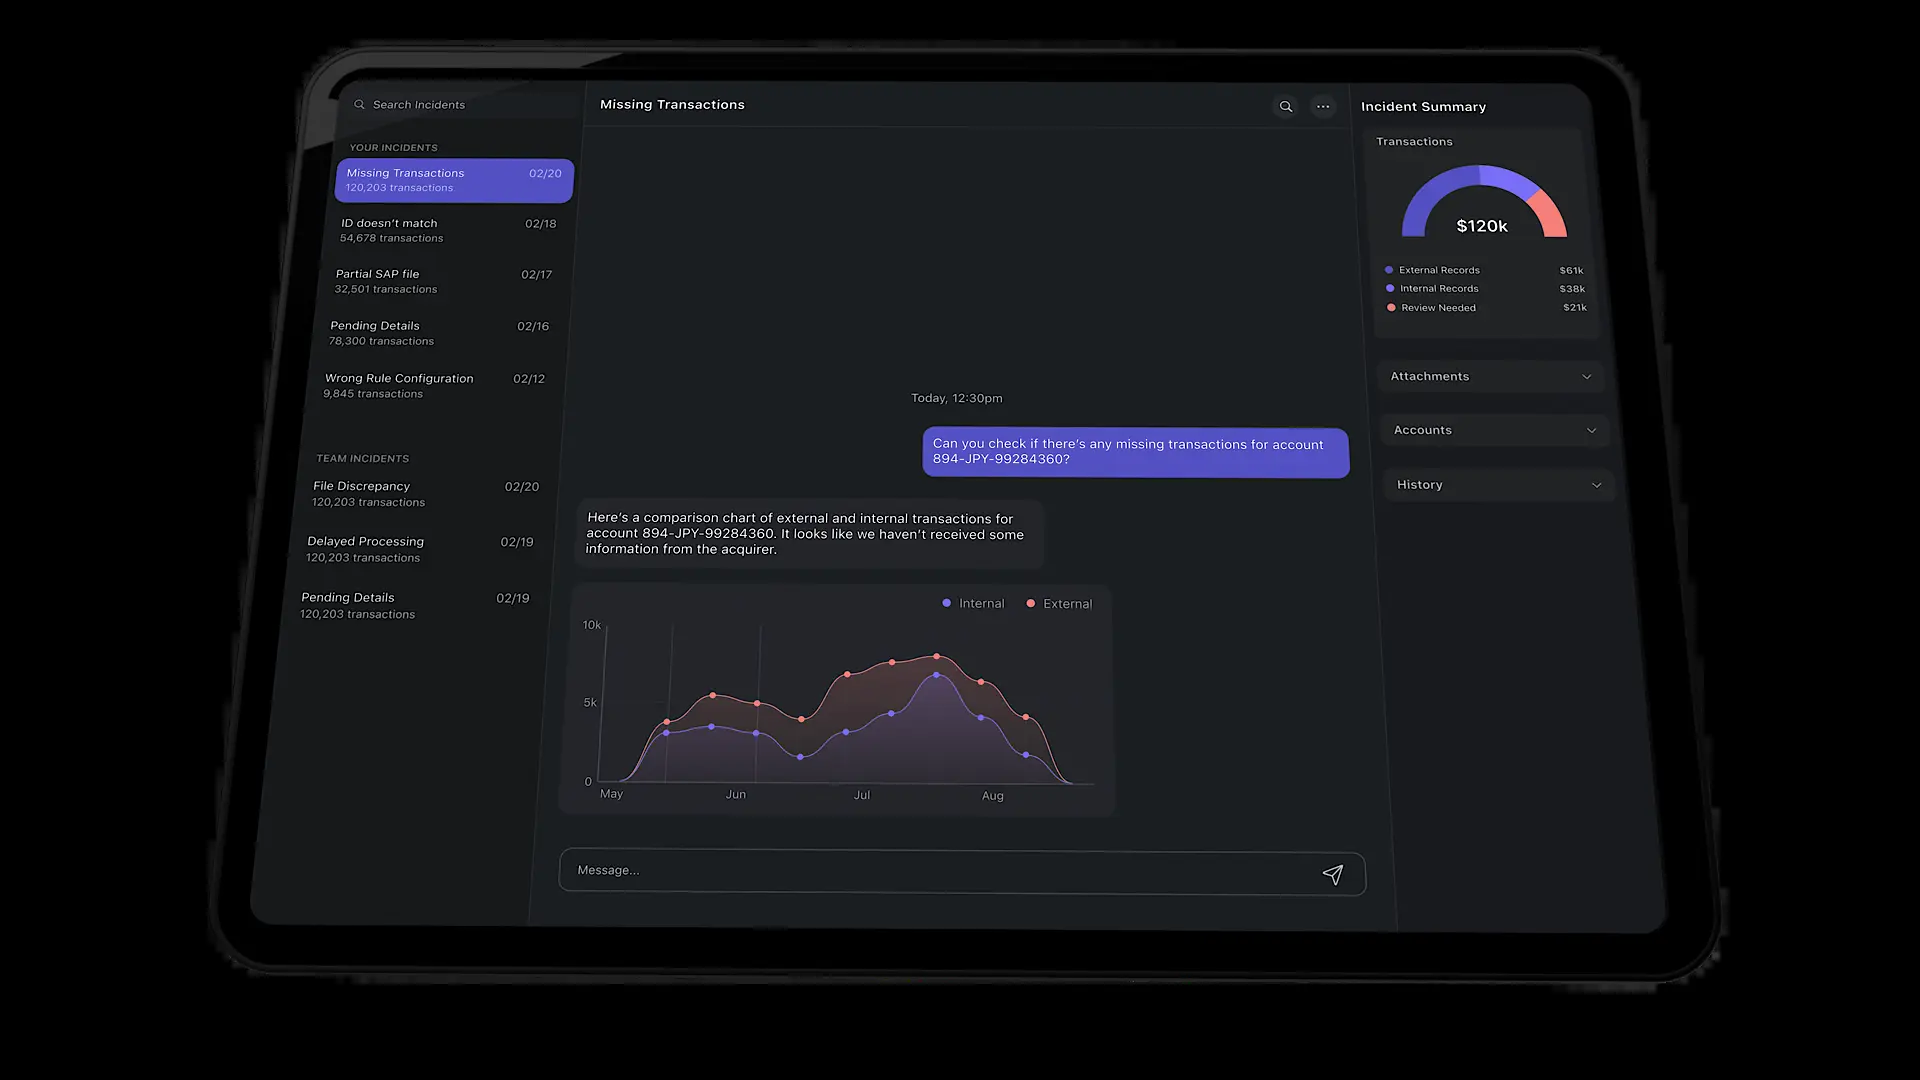 Search Incidents
YOUR INCIDENTS
Missing Transactions 02/20
120,203 transactions
ID doesn't match 02/18
54,678 transactions
Partial SAP file 02/17
32,501 transactions
Pending Details 02/16
78,300 transactions
Wrong Rule Configuration 02/12
9,845 transactions
TEAM INCIDENTS
File Discrepancy 02/20
120,203 transactions
Delayed Processing 02/19
120,203 transactions
Pending Details 02/19
120,203 transactions
Missing Transactions
Today, 12:30pm
Can you check if there's any missing transactions for account
894-JPY-99284360?
Here's a comparison chart of external and internal transactions for
account 894-JPY-99284360. It looks like we haven't received some
information from the acquirer.
Internal External
10k
5k
0
May Jun Jul Aug
Message...
Incident Summary
Transactions
$120k
External Records $61k
Internal Records $38k
Review Needed $21k
Attachments
Accounts
History